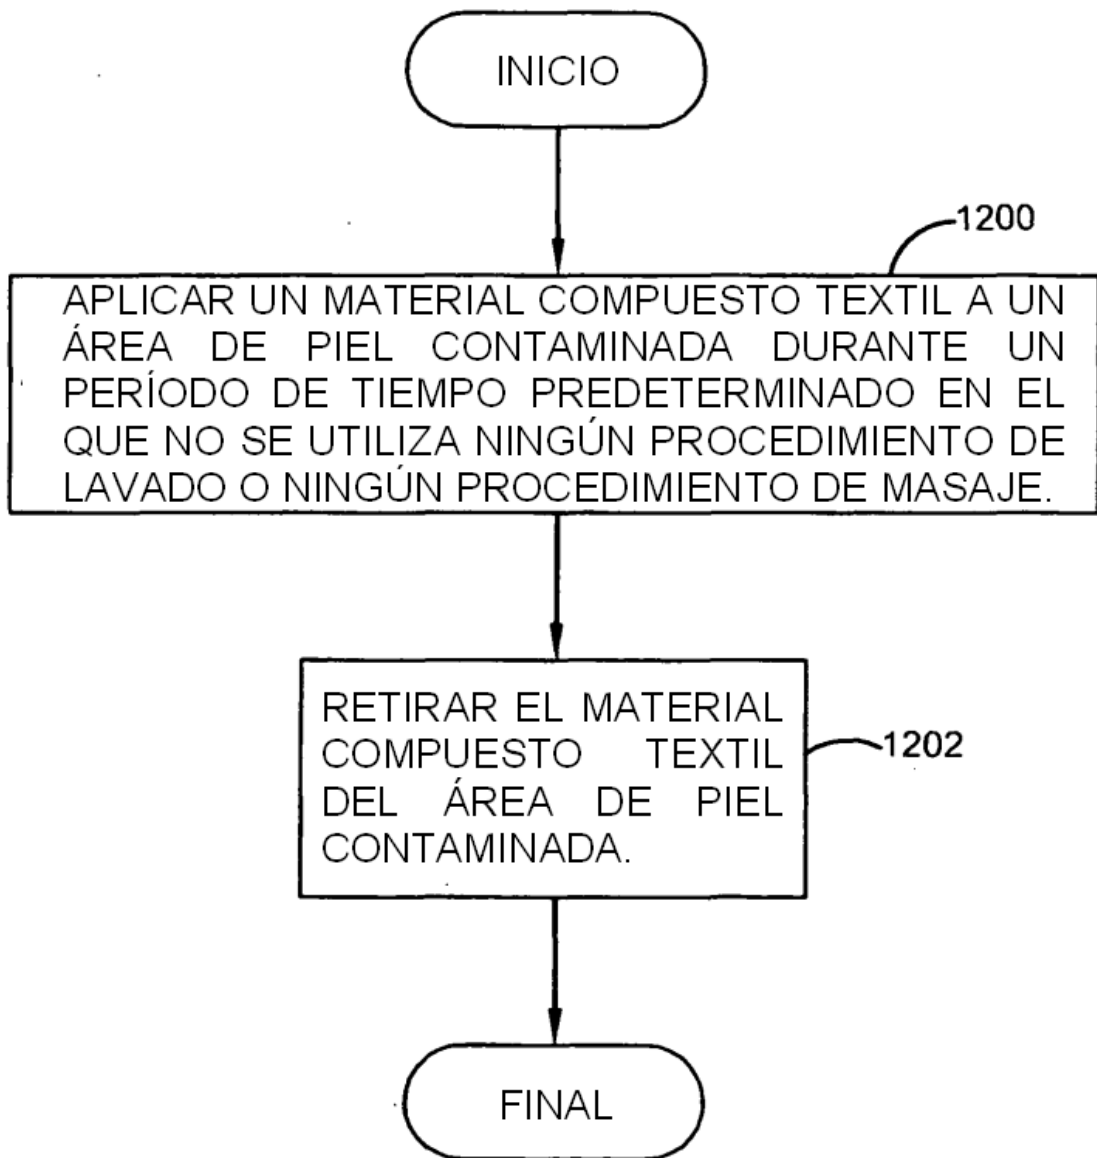 INICIO
1200
APLICAR UN MATERIAL COMPUESTO TEXTIL A UN
ÁREA DE PIEL CONTAMINADA DURANTE UN
PERÍODO DE TIEMPO PREDETERMINADO EN EL
QUE NO SE UTILIZA NINGÚN PROCEDIMIENTO DE
LAVADO O NINGÚN PROCEDIMIENTO DE MASAJE.
RETIRAR EL MATERIAL
COMPUESTO TEXTIL
DEL ÁREA DE PIEL
CONTAMINADA.
1202
FINAL